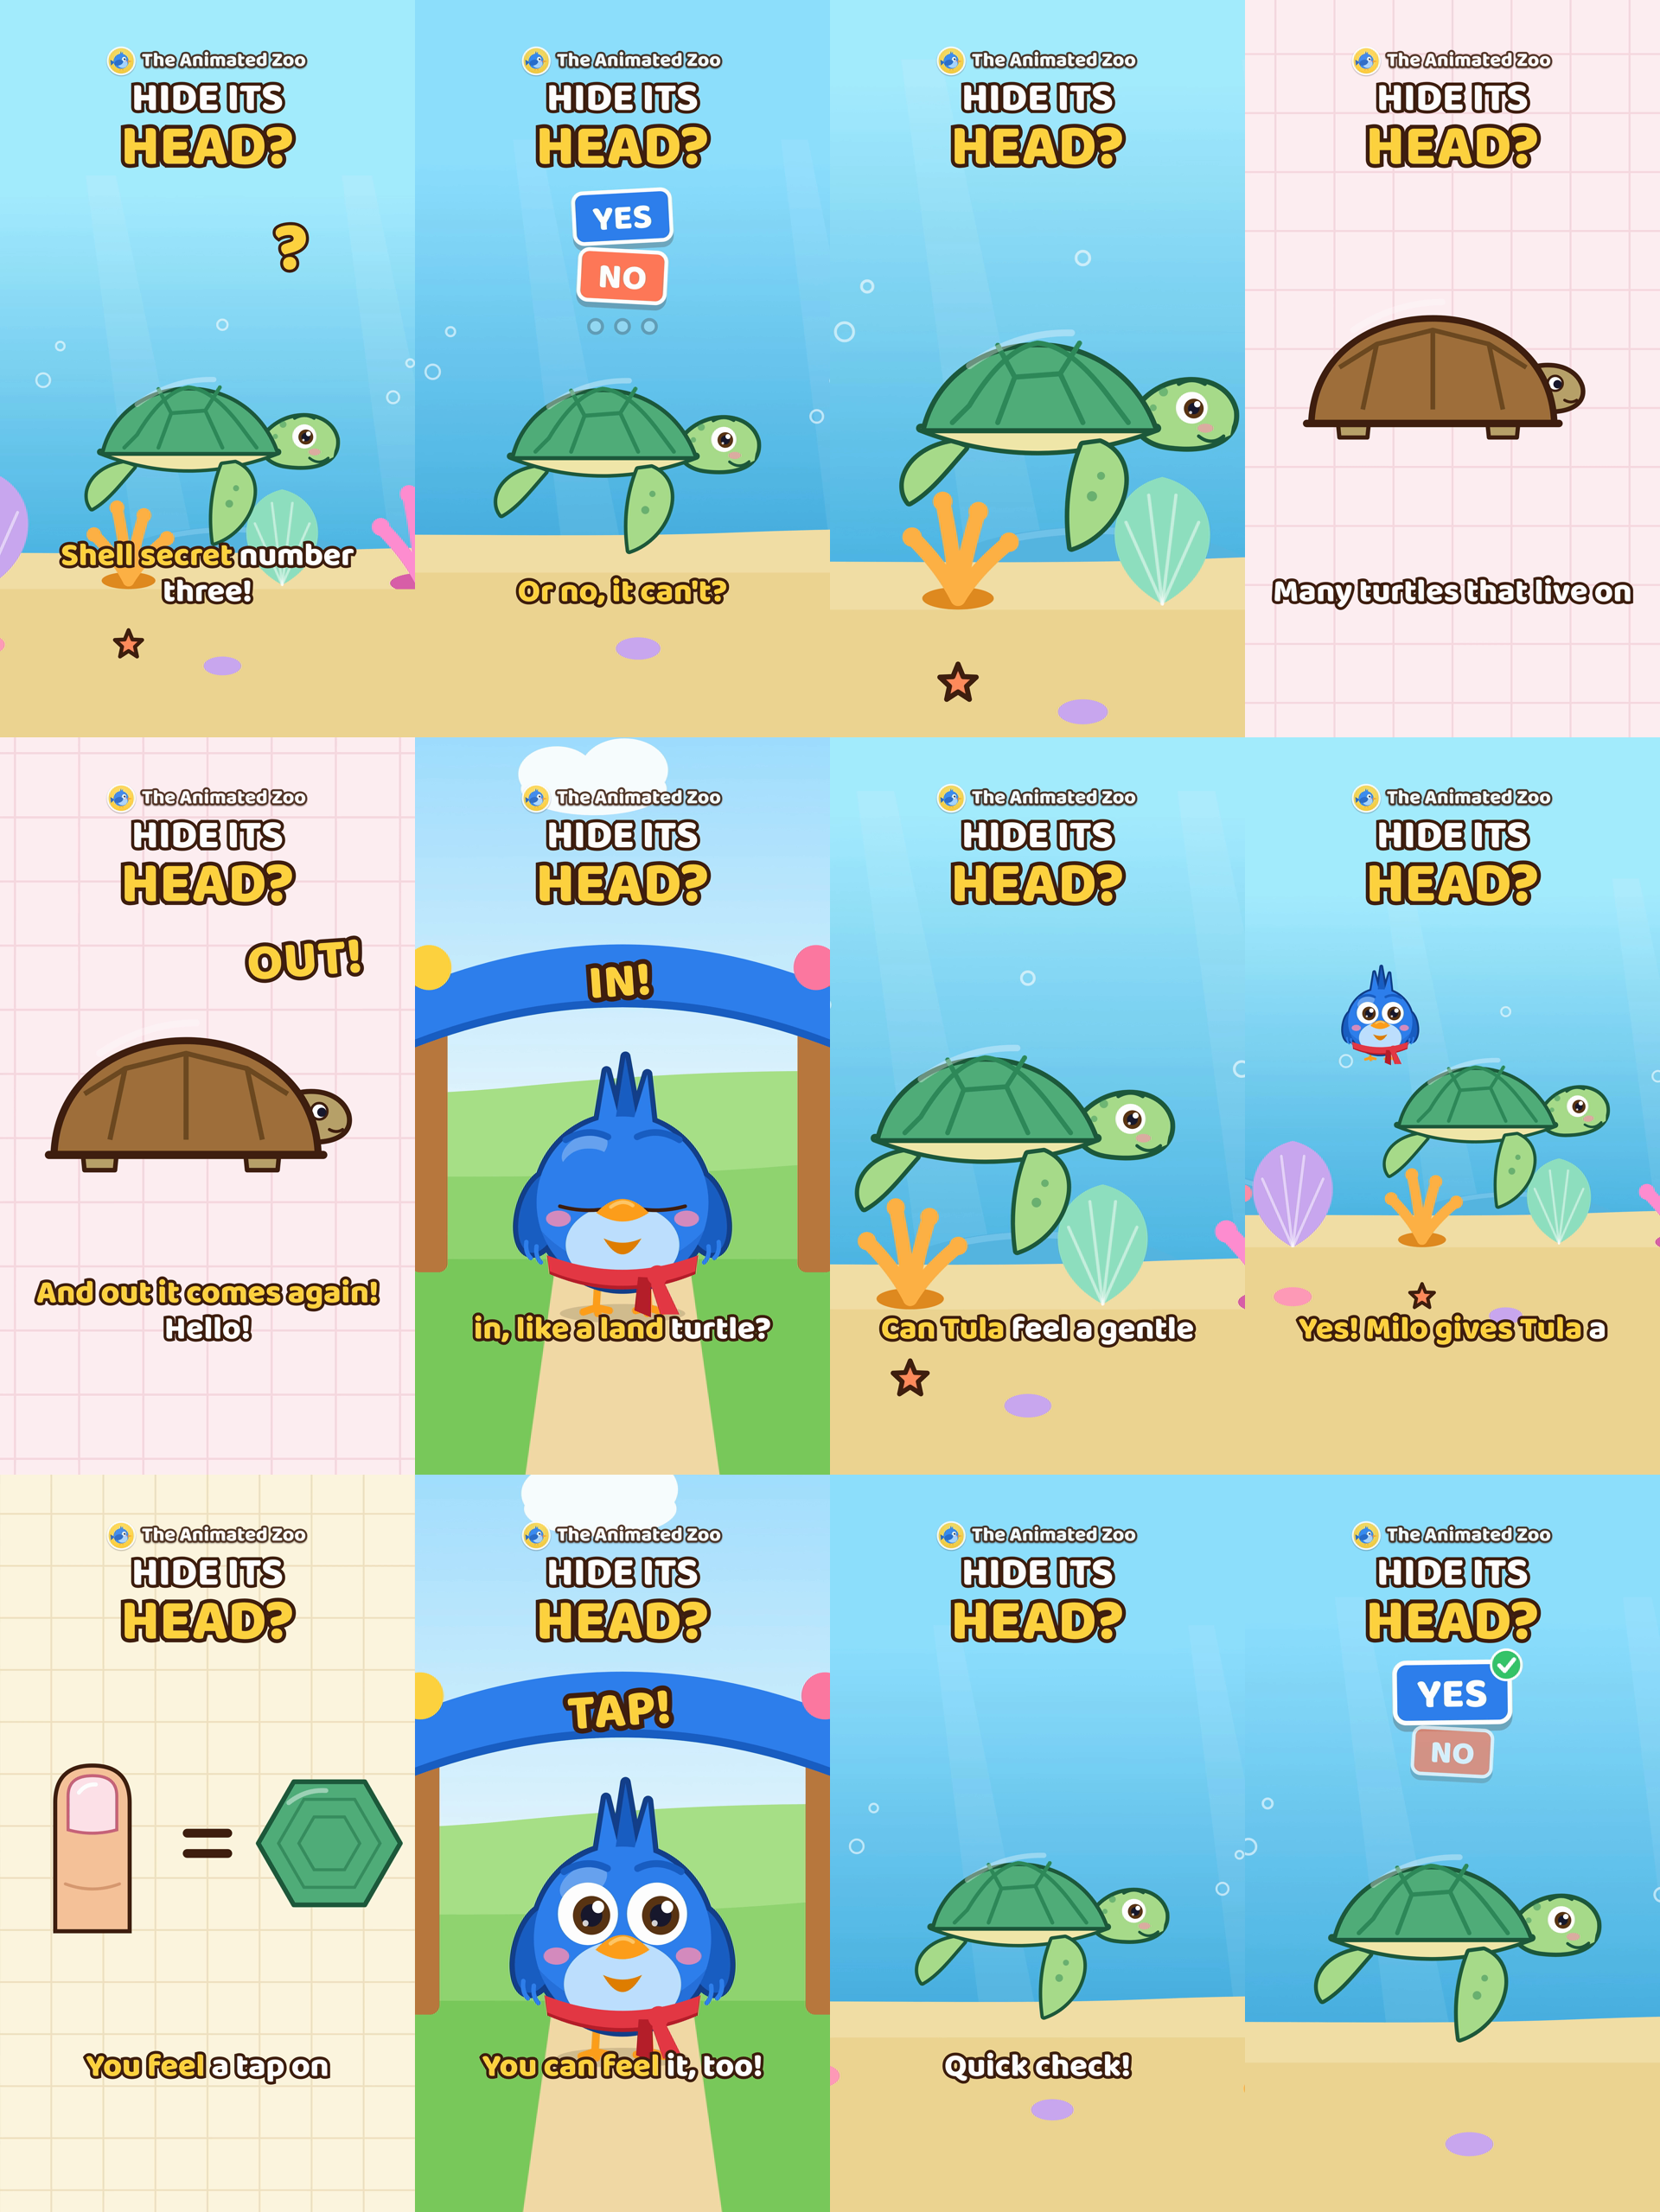 The Animated Zoo
HIDE ITS
HEAD?
?
Shell secret number
three!
The Animated Zoo
HIDE ITS
HEAD?
YES
NO
Or no, it can't?
The Animated Zoo
HIDE ITS
HEAD?
The Animated Zoo
HIDE ITS
HEAD?
Many turtles that live on
The Animated Zoo
HIDE ITS
HEAD?
OUT!
And out it comes again!
Hello!
The Animated Zoo
HIDE ITS
HEAD?
IN!
in, like a land turtle?
The Animated Zoo
HIDE ITS
HEAD?
Can Tula feel a gentle
The Animated Zoo
HIDE ITS
HEAD?
Yes! Milo gives Tula a
The Animated Zoo
HIDE ITS
HEAD?
=
You feel a tap on
The Animated Zoo
HIDE ITS
HEAD?
TAP!
You can feel it, too!
The Animated Zoo
HIDE ITS
HEAD?
Quick check!
The Animated Zoo
HIDE ITS
HEAD?
YES
NO